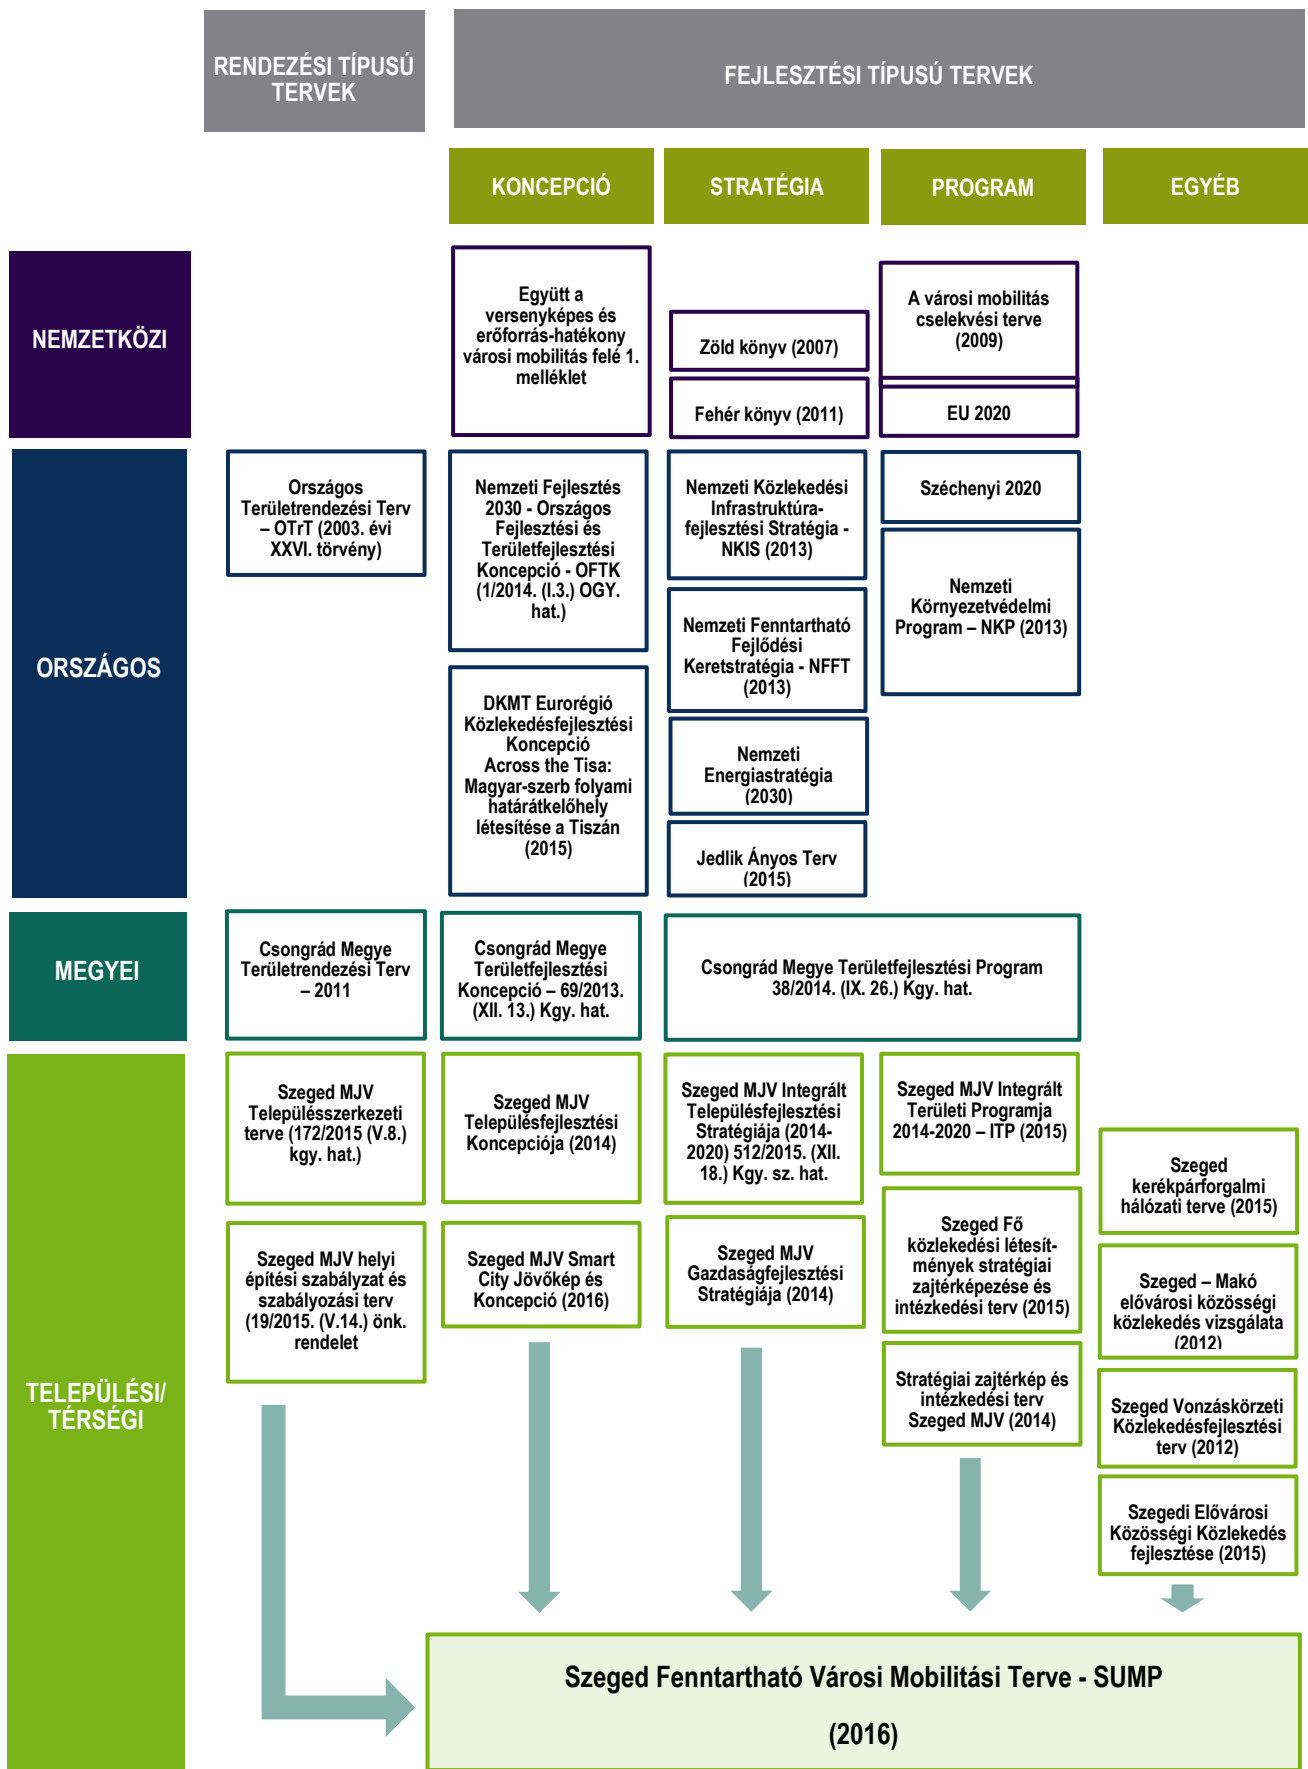 RENDEZÉSI TÍPUSÚ
TERVEK
FEJLESZTÉSI TÍPUSÚ TERVEK
KONCEPCIÓ
STRATÉGIA
PROGRAM
EGYÉB
NEMZETKÖZI
Együtt a
versenyképes és
erőforrás-hatékony
városi mobilitás felé 1.
melléklet
Zöld könyv (2007)
Fehér könyv (2011)
A városi mobilitás
cselekvési terve
(2009)
EU 2020
ORSZÁGOS
Országos
Területrendezési Terv
– OTrT (2003. évi
XXVI. törvény)
Nemzeti Fejlesztés
2030 - Országos
Fejlesztési és
Területfejlesztési
Koncepció - OFTK
(1/2014. (I.3.) OGY.
hat.)
DKMT Eurorégió
Közlekedésfejlesztési
Koncepció
Across the Tisa:
Magyar-szerb folyami
határátkelőhely
létesítése a Tiszán
(2015)
Nemzeti Közlekedési
Infrastruktúra-
fejlesztési Stratégia -
NKIS (2013)
Nemzeti Fenntartható
Fejlődési
Keretstratégia - NFFT
(2013)
Nemzeti
Energiastratégia
(2030)
Jedlik Ányos Terv
(2015)
Széchenyi 2020
Nemzeti
Környezetvédelmi
Program – NKP (2013)
MEGYEI
Csongrád Megye
Területrendezési Terv
– 2011
Csongrád Megye
Területfejlesztési
Koncepció – 69/2013.
(XII. 13.) Kgy. hat.
Csongrád Megye Területfejlesztési Program
38/2014. (IX. 26.) Kgy. hat.
TELEPÜLÉSI/
TÉRSÉGI
Szeged MJV
Településszerkezeti
terve (172/2015 (V.8.)
kgy. hat.)
Szeged MJV helyi
építési szabályzat és
szabályozási terv
(19/2015. (V.14.) önk.
rendelet
Szeged MJV
Településfejlesztési
Koncepciója (2014)
Szeged MJV Smart
City Jövőkép és
Koncepció (2016)
Szeged MJV Integrált
Településfejlesztési
Stratégiája (2014-
2020) 512/2015. (XII.
18.) Kgy. sz. hat.
Szeged MJV
Gazdaságfejlesztési
Stratégiája (2014)
Szeged MJV Integrált
Területi Programja
2014-2020 – ITP (2015)
Szeged Fő
közlekedési létesít-
mények stratégiai
zajtérképezése és
intézkedési terv (2015)
Stratégiai zajtérkép és
intézkedési terv
Szeged MJV (2014)
Szeged
kerékpárforgalmi
hálózati terve (2015)
Szeged – Makó
elővárosi közösségi
közlekedés vizsgálata
(2012)
Szeged Vonzáskörzeti
Közlekedésfejlesztési
terv (2012)
Szegedi Elővárosi
Közösségi Közlekedés
fejlesztése (2015)
Szeged Fenntartható Városi Mobilitási Terve - SUMP
(2016)